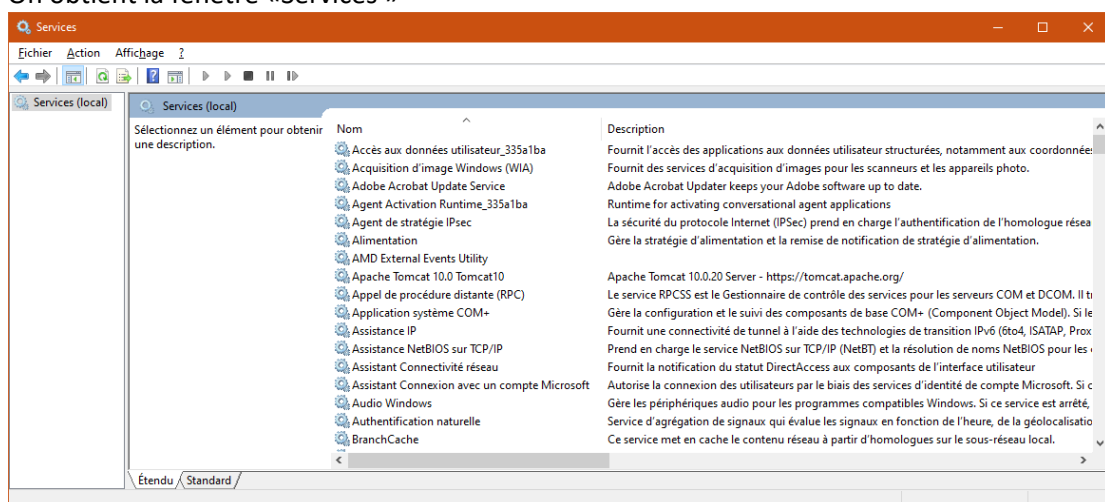 On obtient la fenêtre «Services »
Services
Fichier Action Affichage ?
Services (local)
Services (local)
Sélectionnez un élément pour obtenir
une description.
Nom Description
Accès aux données utilisateur_335a1ba Fournit l'accès des applications aux données utilisateur structurées, notamment aux coordonnées
Acquisition d'image Windows (WIA) Fournit des services d'acquisition d'images pour les scanneurs et les appareils photo.
Adobe Acrobat Update Service Adobe Acrobat Updater keeps your Adobe software up to date.
Agent Activation Runtime_335a1ba Runtime for activating conversational agent applications
Agent de stratégie IPsec La sécurité du protocole Internet (IPSec) prend en charge l'authentification de l'homologue résea
Alimentation Gère la stratégie d'alimentation et la remise de notification de stratégie d'alimentation.
AMD External Events Utility
Apache Tomcat 10.0 Tomcat10 Apache Tomcat 10.0.20 Server - https://tomcat.apache.org/
Appel de procédure distante (RPC) Le service RPCSS est le Gestionnaire de contrôle des services pour les serveurs COM et DCOM. Il
Application système COM+ Gère la configuration et le suivi des composants de base COM+ (Component Object Model). Si le
Assistance IP Fournit une connectivité de tunnel à l'aide des technologies de transition IPv6 (6to4, ISATAP, Prox
Assistance NetBIOS sur TCP/IP Prend en charge le service NetBIOS sur TCP/IP (NetBT) et la résolution de noms NetBIOS pour les
Assistant Connectivité réseau Fournit la notification du statut DirectAccess aux composants de l'interface utilisateur
Assistant Connexion avec un compte Microsoft Autorise la connexion des utilisateurs par le biais des services d'identité de compte Microsoft. Si c
Audio Windows Gère les périphériques audio pour les programmes compatibles Windows. Si ce service est arrêté,
Authentification naturelle Service d'agrégation de signaux qui évalue les signaux en fonction de l'heure, de la géolocalisatio
BranchCache Ce service met en cache le contenu réseau à partir d'homologues sur le sous-réseau local.
Étendu Standard